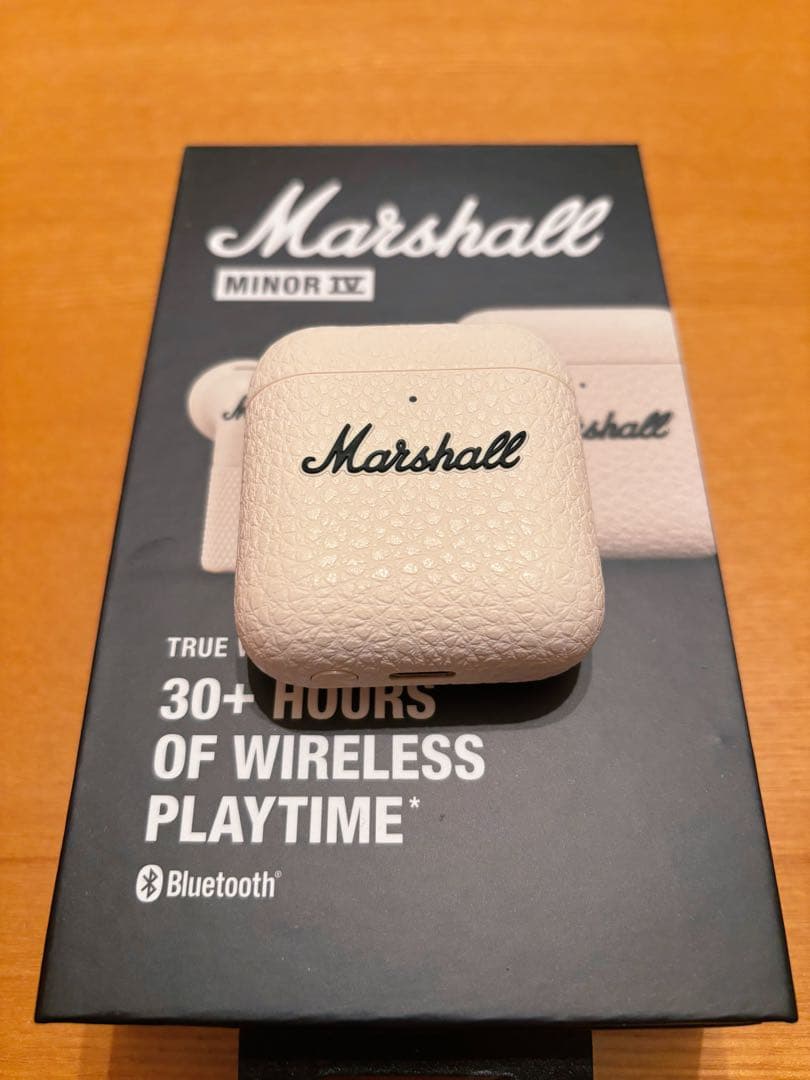 Marshall
MINOR IV
Marshall
TRUE
30+ HOURS
OF WIRELESS
PLAYTIME*
Bluetooth®